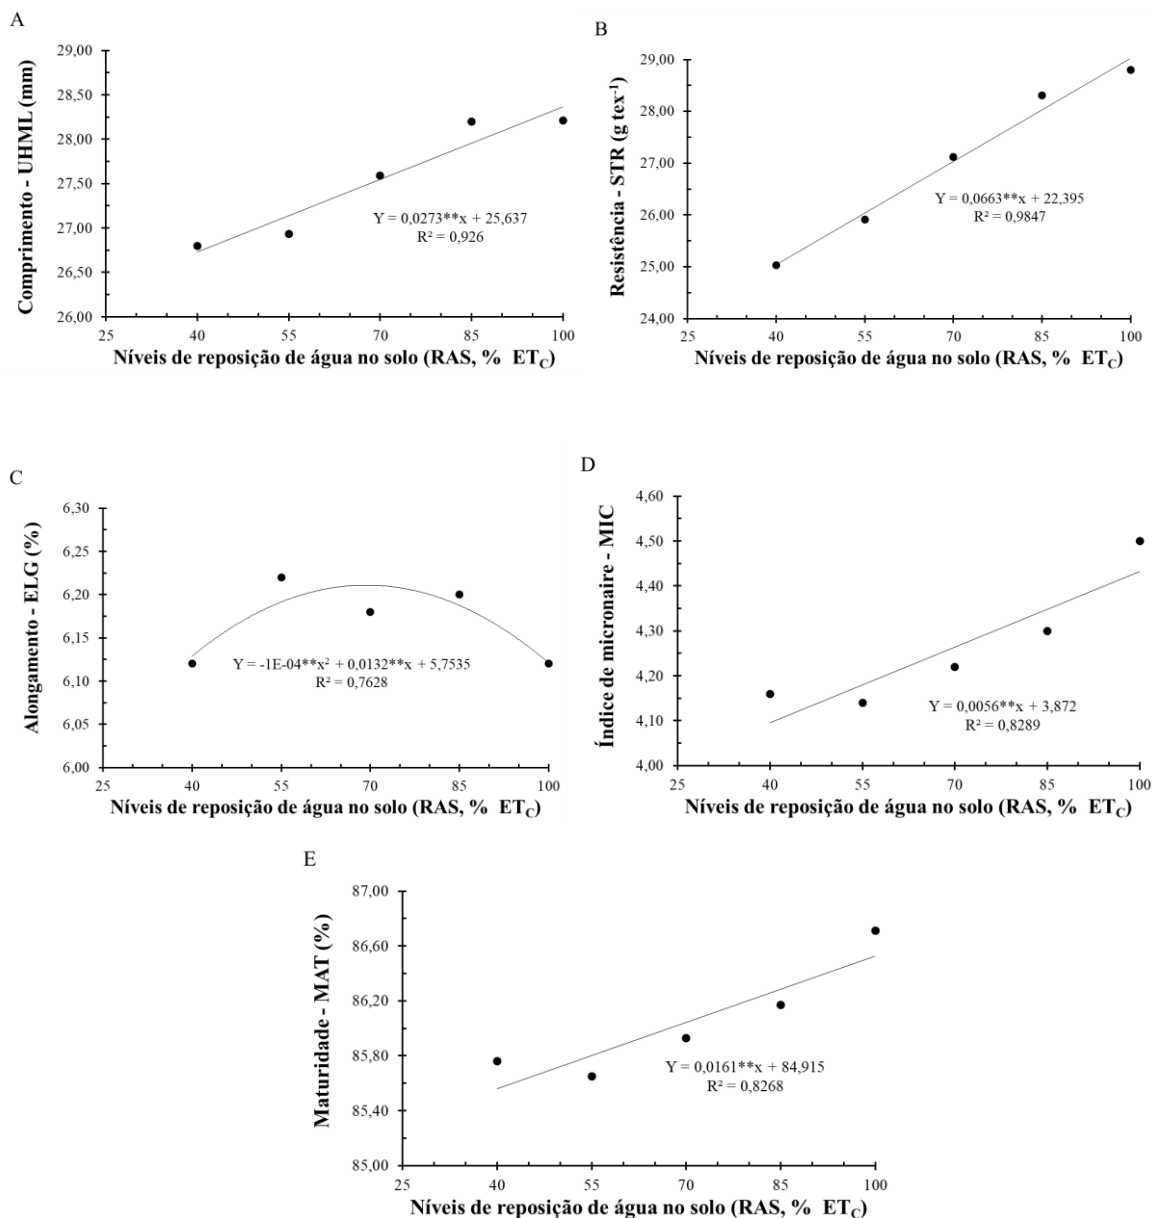 A
Comprimento - UHML (mm)
29,00
28,50
28,00
27,50
27,00
26,50
26,00
Y = 0,0273**x + 25,637
R² = 0,926
25 40 55 70 85 100
Níveis de reposição de água no solo (RAS, % ETC)
B
Resistência - STR (g tex⁻¹)
29,00
28,00
27,00
26,00
25,00
24,00
Y = 0,0663**x + 22,395
R² = 0,9847
25 40 55 70 85 100
Níveis de reposição de água no solo (RAS, % ETC)
C
Alongamento - ELG (%)
6,30
6,25
6,20
6,15
6,10
6,05
6,00
Y = -1E-04**x² + 0,0132**x + 5,7535
R² = 0,7628
25 40 55 70 85 100
Níveis de reposição de água no solo (RAS, % ETC)
D
Índice de micronaire - MIC
4,60
4,50
4,40
4,30
4,20
4,10
4,00
Y = 0,0056**x + 3,872
R² = 0,8289
25 40 55 70 85 100
Níveis de reposição de água no solo (RAS, % ETC)
E
Maturidade - MAT (%)
87,00
86,60
86,20
85,80
85,40
85,00
Y = 0,0161**x + 84,915
R² = 0,8268
25 40 55 70 85 100
Níveis de reposição de água no solo (RAS, % ETC)